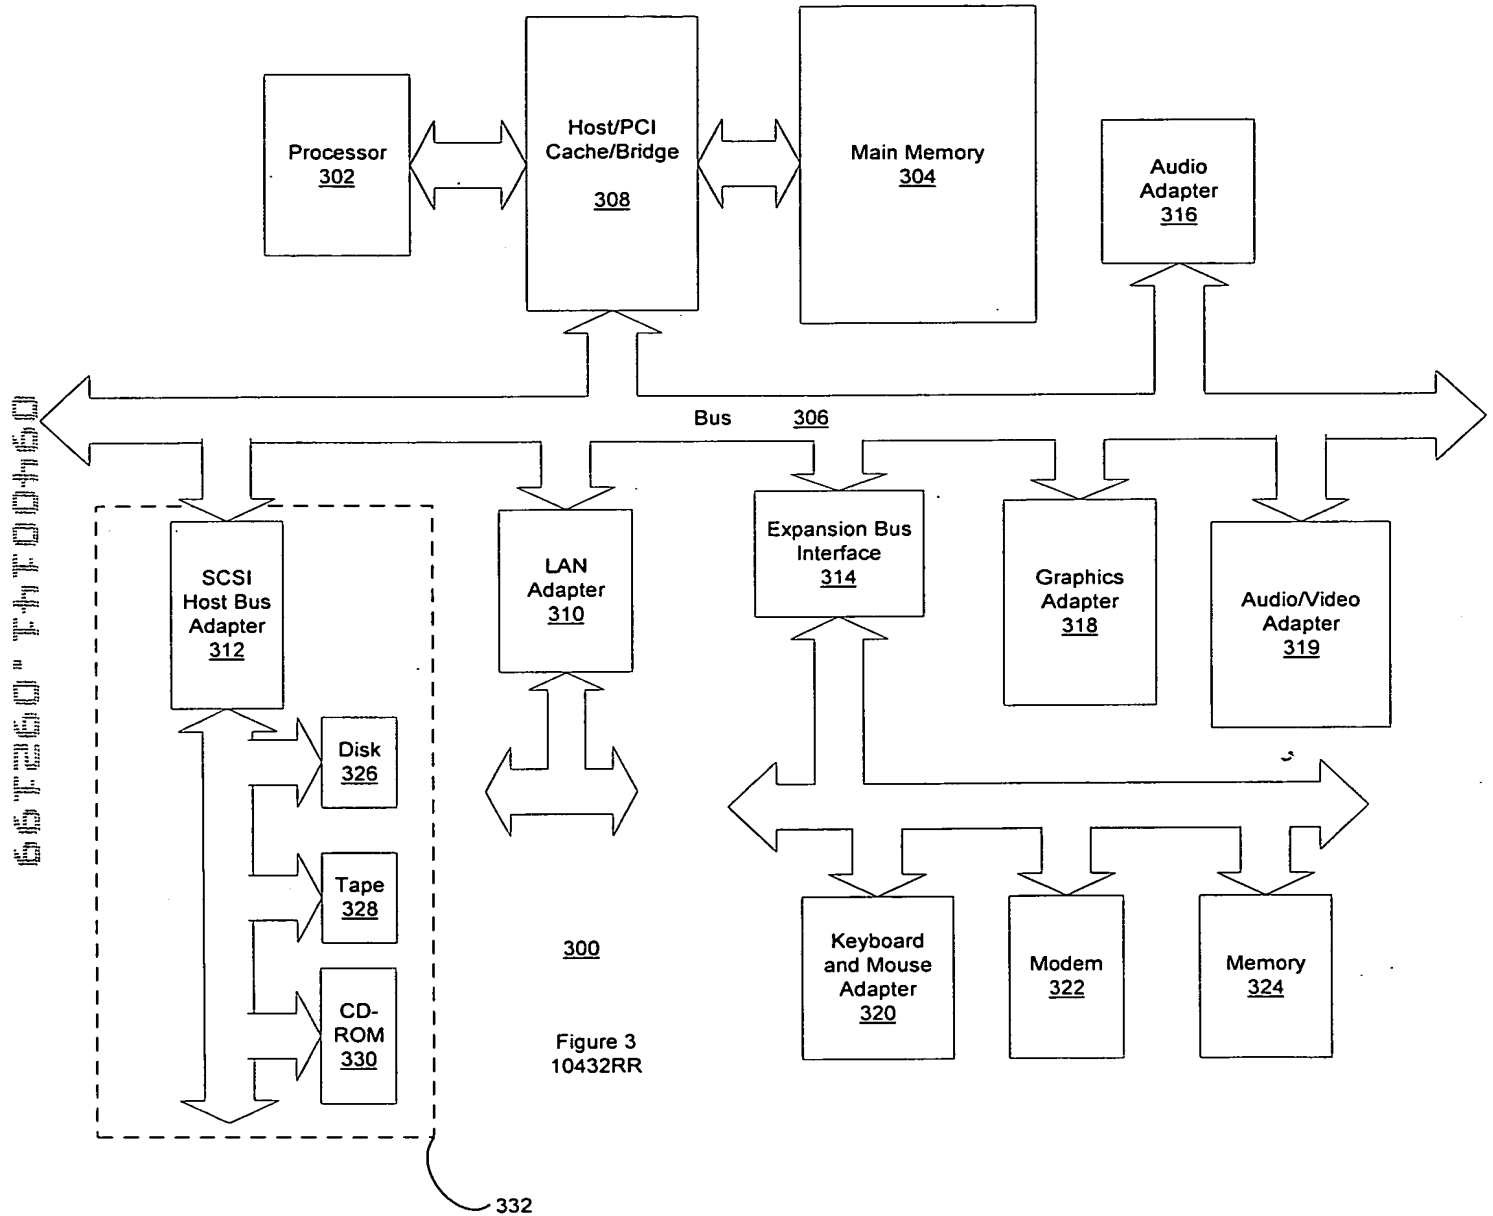 Processor
302
Host/PCI
Cache/Bridge
308
Main Memory
304
Audio
Adapter
316
Bus 306
SCSI
Host Bus
Adapter
312
LAN
Adapter
310
Expansion Bus
Interface
314
Graphics
Adapter
318
Audio/Video
Adapter
319
Disk
326
Tape
328
CD-
ROM
330
Keyboard
and Mouse
Adapter
320
Modem
322
Memory
324
300
Figure 3
10432RR
332